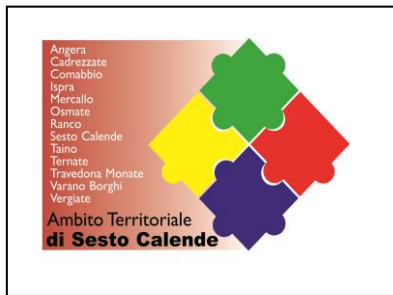 Angera
Cadrezzate
Comabbio
Ispra
Mercallo
Osmate
Ranco
Sesto Calende
Taino
Ternate
Travedona Monate
Varano Borghi
Vergiate
Ambito Territoriale
di Sesto Calende